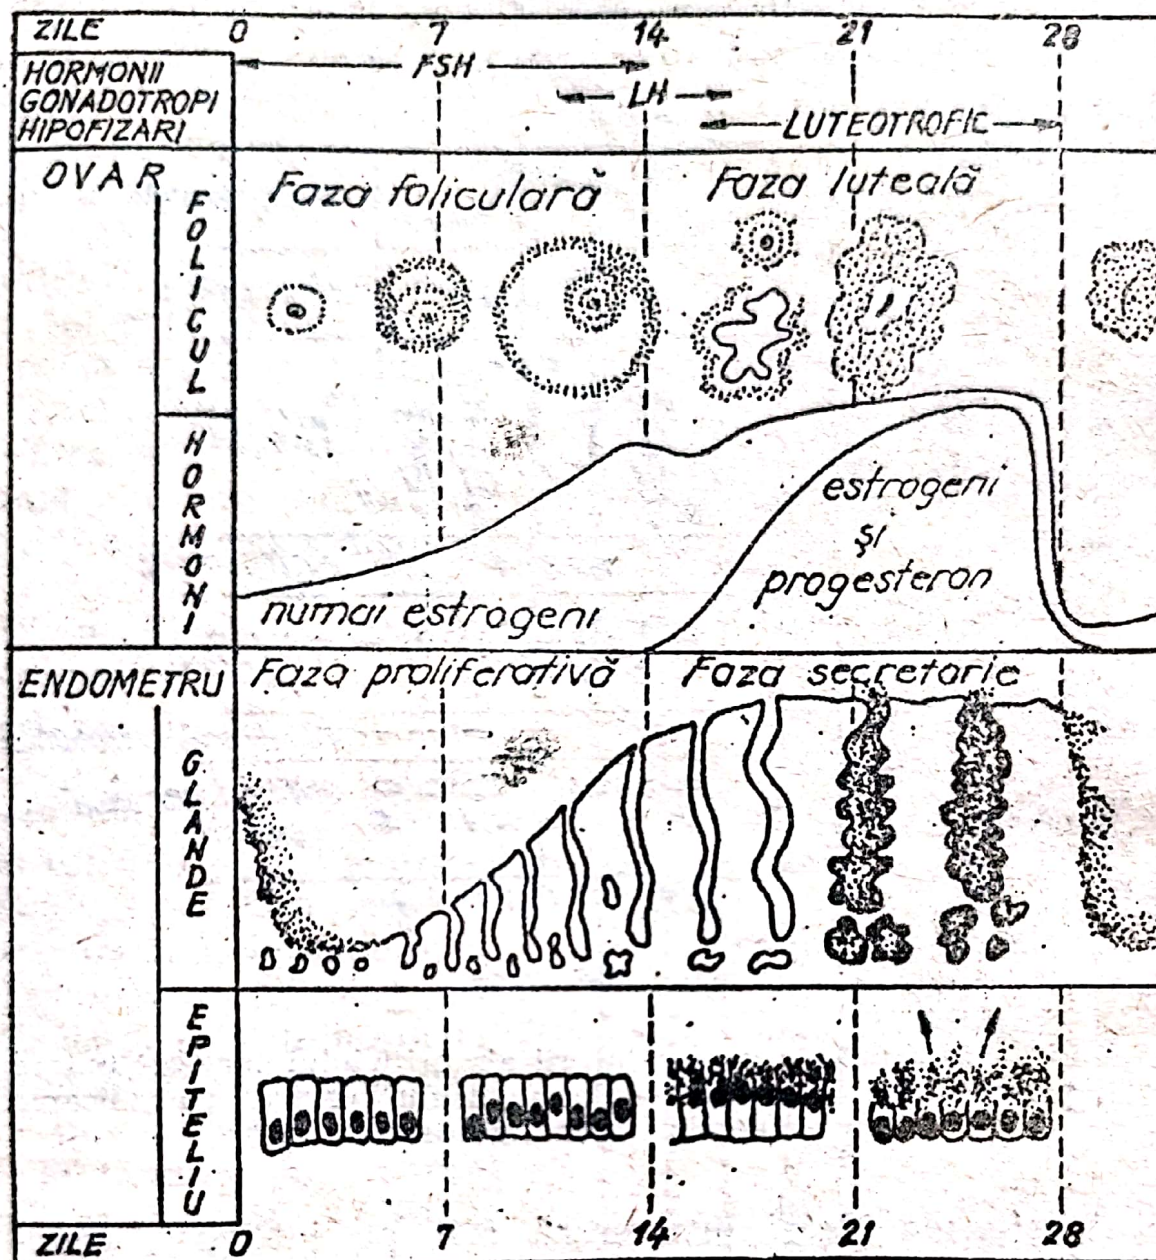 ZILE 0 7 14 21 28
HORMONII
GONADOTROPI
HIPOFIZARI
FSH
LH
LUTEOTROFIC
OVAR
FOLICUL
Faza foliculară
Faza luteală
HORMONI
numai estrogeni
estrogeni
și
progesteron
ENDOMETRU
Faza proliferativă
Faza secretorie
GLANDE
EPITELIU
ZILE 0 7 14 21 28